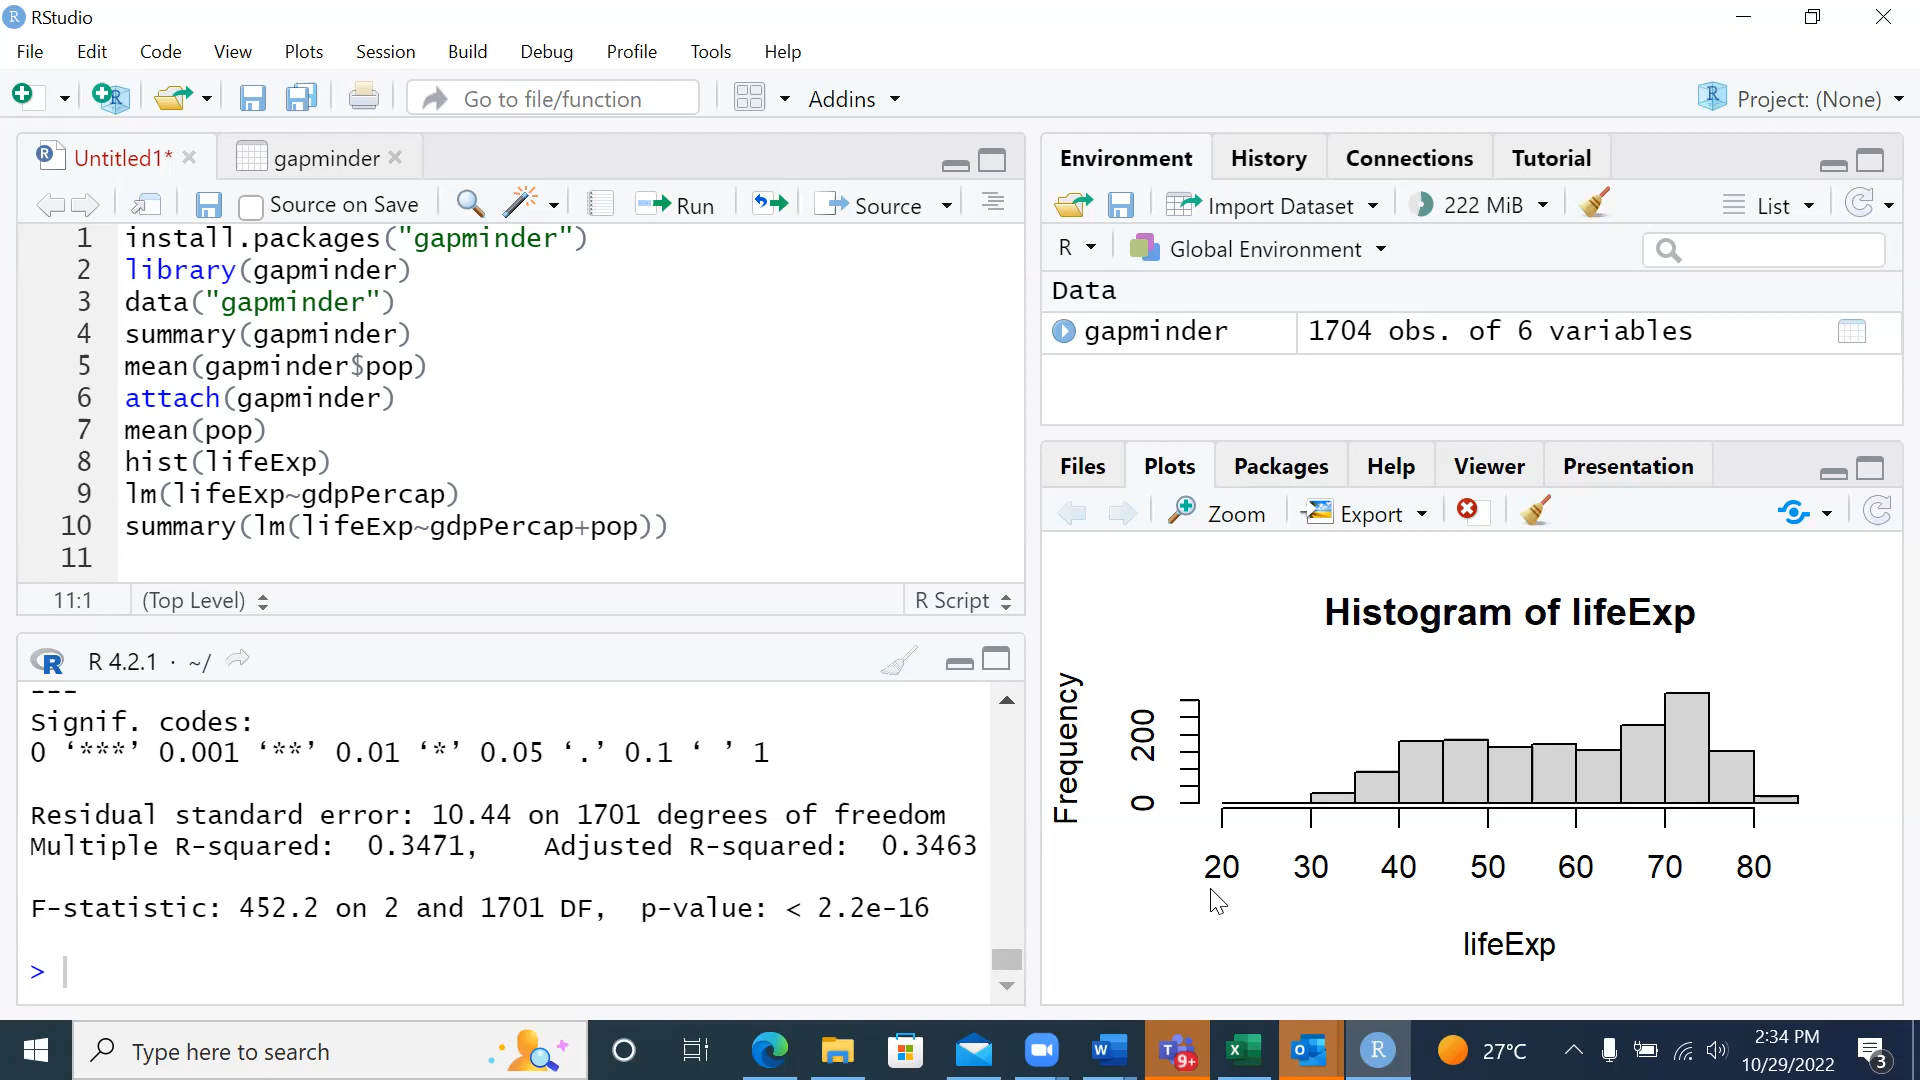 RStudio
File Edit Code View Plots Session Build Debug Profile Tools Help
Go to file/function Addins Project: (None)
Untitled1* gapminder
Source on Save Run Source
1 install.packages("gapminder")
2 library(gapminder)
3 data("gapminder")
4 summary(gapminder)
5 mean(gapminder$pop)
6 attach(gapminder)
7 mean(pop)
8 hist(lifeExp)
9 lm(lifeExp~gdpPercap)
10 summary(lm(lifeExp~gdpPercap+pop))
11
11:1 (Top Level) R Script
R 4.2.1 · ~/
---
Signif. codes:
0 ‘***’ 0.001 ‘**’ 0.01 ‘*’ 0.05 ‘.’ 0.1 ‘ ’ 1
Residual standard error: 10.44 on 1701 degrees of freedom
Multiple R-squared: 0.3471, Adjusted R-squared: 0.3463
F-statistic: 452.2 on 2 and 1701 DF, p-value: < 2.2e-16
>
Environment History Connections Tutorial
Import Dataset 222 MiB List
R Global Environment
Data
gapminder 1704 obs. of 6 variables
Files Plots Packages Help Viewer Presentation
Zoom Export
Histogram of lifeExp
Frequency
0 200
20 30 40 50 60 70 80
lifeExp
Type here to search 9+ 27°C 2:34 PM
10/29/2022 3